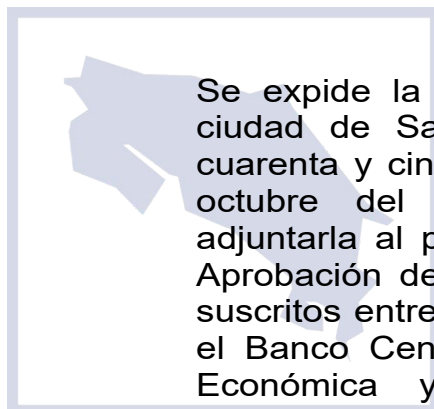 Se expide la
ciudad de Sa
cuarenta y cin
octubre del
adjuntarla al p
Aprobación de
suscritos entre
el Banco Cen
Económica y